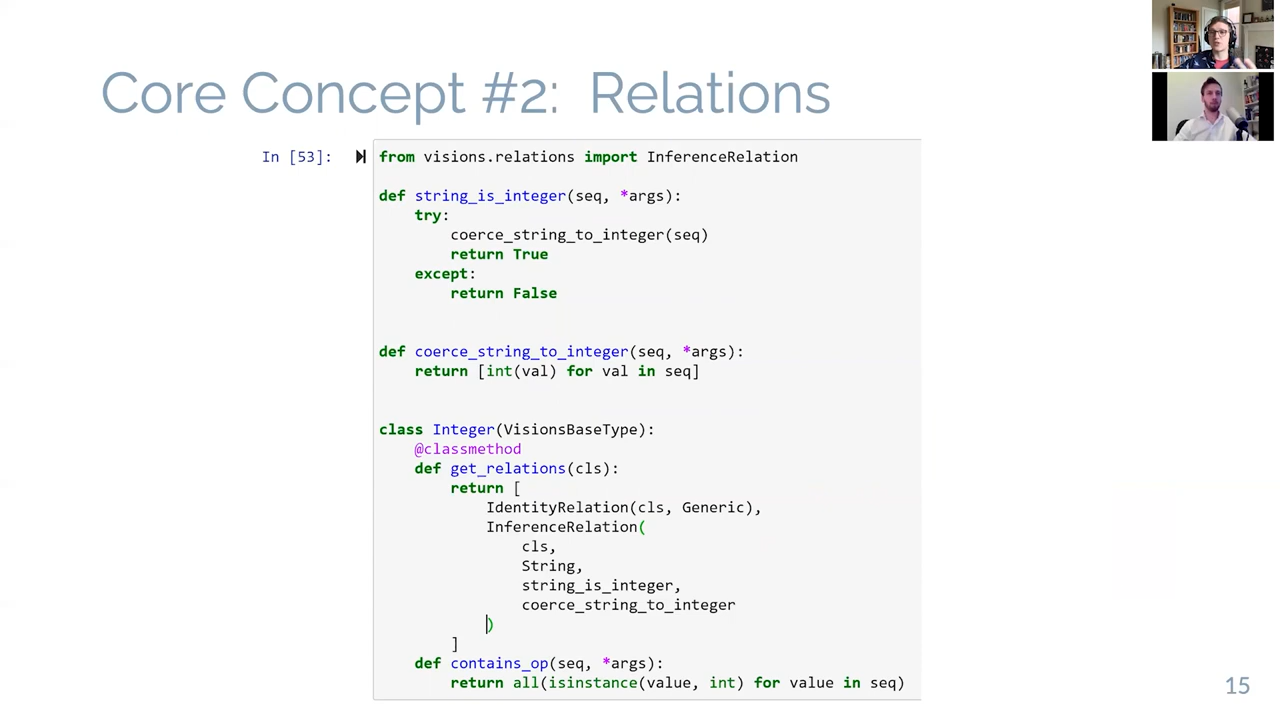 Core Concept #2: Relations
In [53]:
from visions.relations import InferenceRelation
def string_is_integer(seq, *args):
try:
coerce_string_to_integer(seq)
return True
except:
return False
def coerce_string_to_integer(seq, *args):
return [int(val) for val in seq]
class Integer(VisionsBaseType):
@classmethod
def get_relations(cls):
return [
IdentityRelation(cls, Generic),
InferenceRelation(
cls,
String,
string_is_integer,
coerce_string_to_integer
)
]
def contains_op(seq, *args):
return all(isinstance(value, int) for value in seq)
15